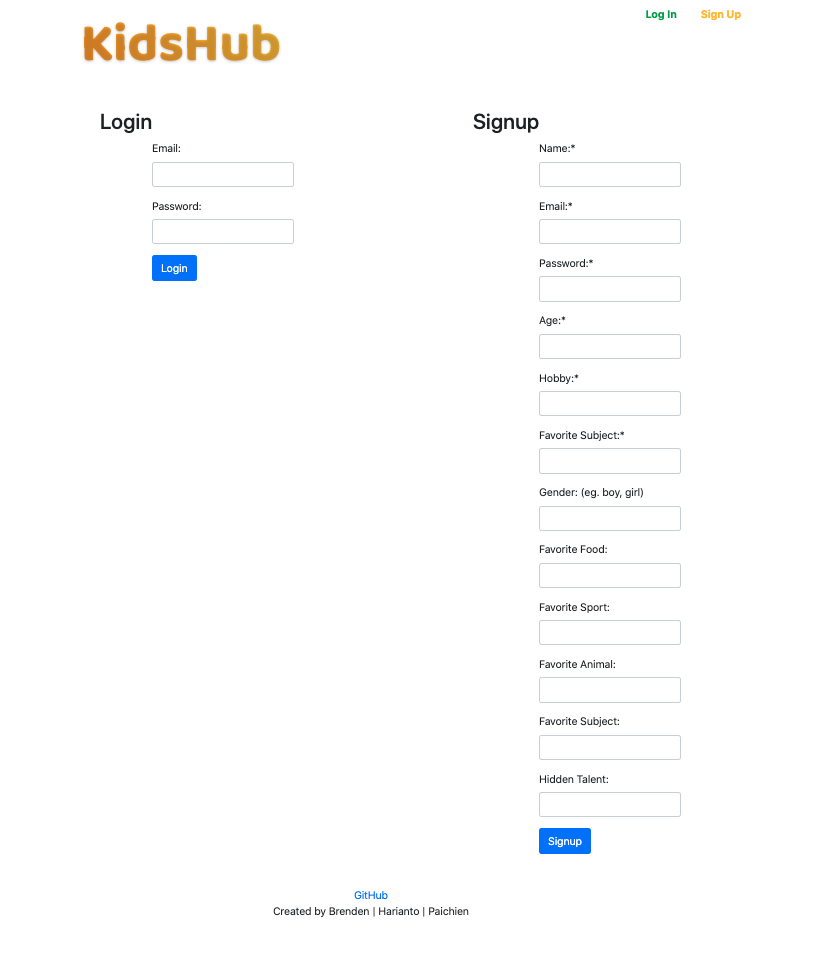 Log In
Sign Up
KidsHub
Login
Email:
Password:
Login
Signup
Name:*
Email:*
Password:*
Age:*
Hobby:*
Favorite Subject:*
Gender: (eg. boy, girl)
Favorite Food:
Favorite Sport:
Favorite Animal:
Favorite Subject:
Hidden Talent:
Signup
GitHub
Created by Brenden | Harianto | Paichien